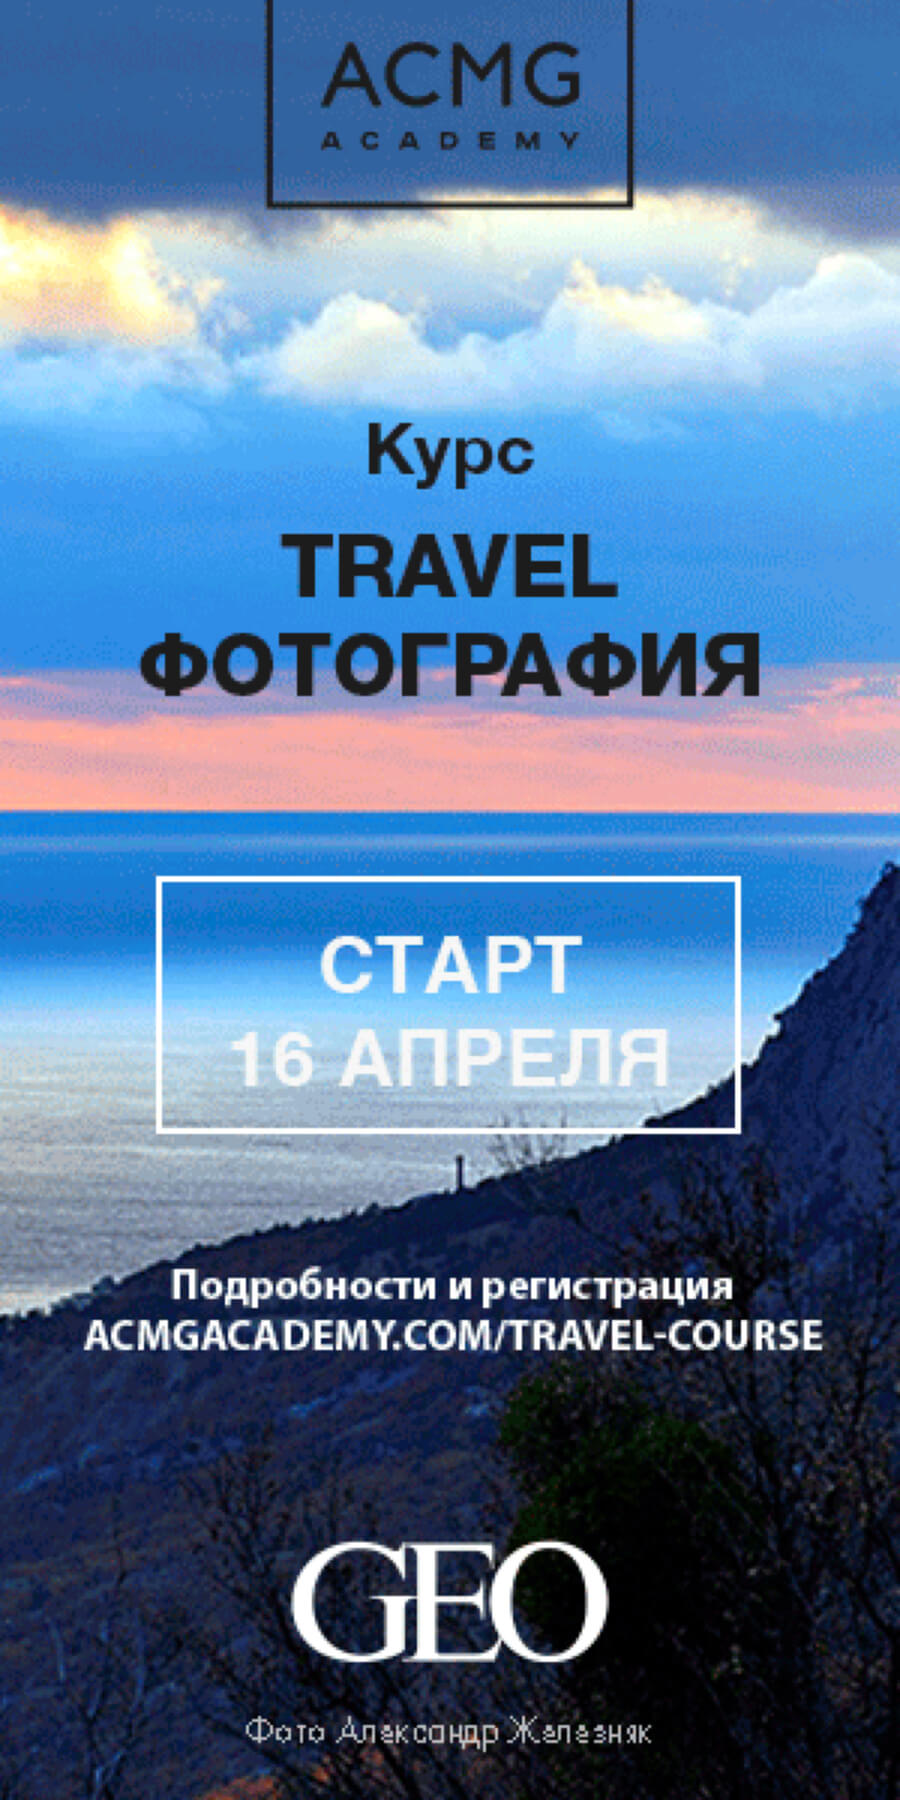 ACMG
ACADEMY
Курс
TRAVEL
ФОТОГРАФИЯ
СТАРТ
16 АПРЕЛЯ
Подробности и регистрация
ACMGACADEMY.COM/TRAVEL-COURSE
GEO
Фото Александр Железняк